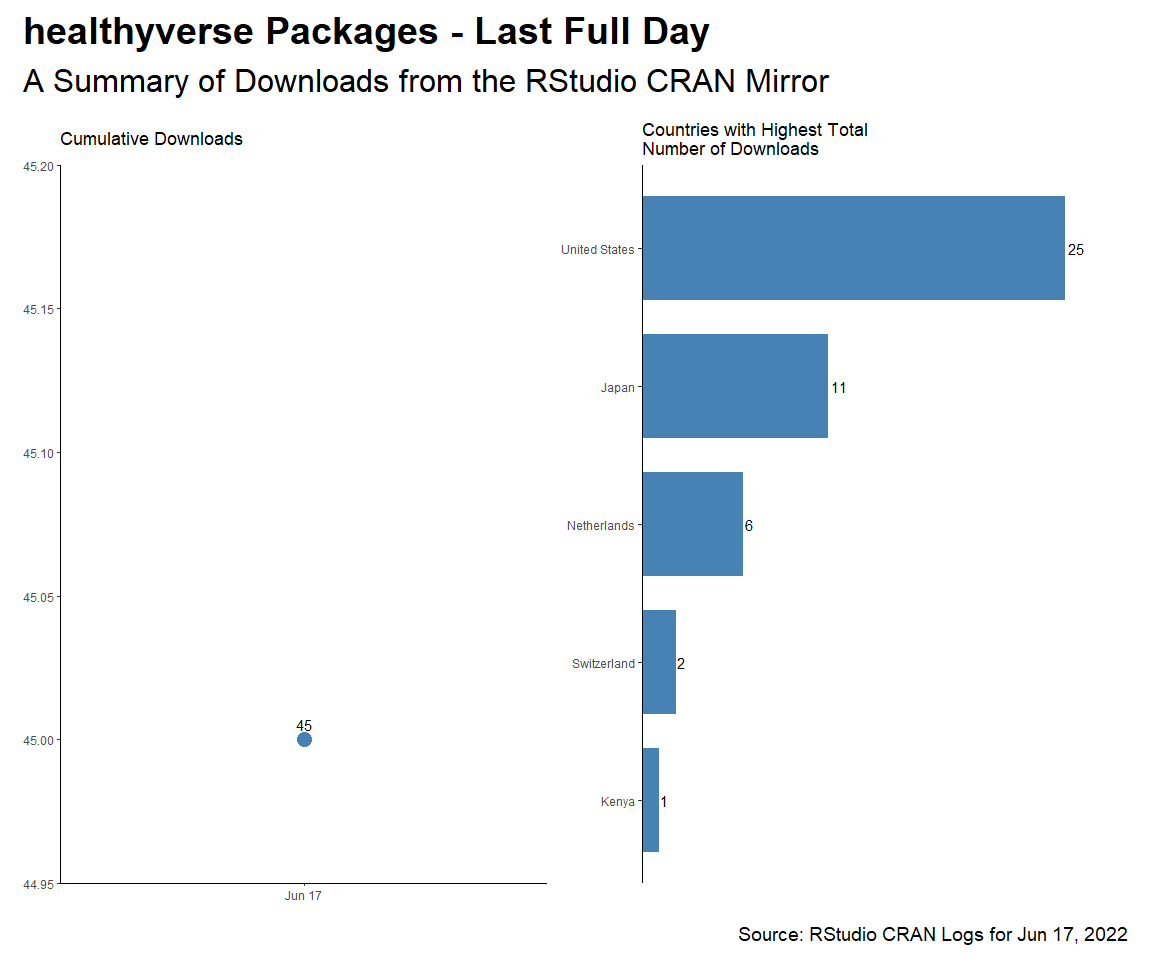 healthyverse Packages - Last Full Day
A Summary of Downloads from the RStudio CRAN Mirror
Cumulative Downloads
45.20
45.15
45.10
45.05
45.00
44.95
45
Jun 17
Countries with Highest Total
Number of Downloads
United States
25
Japan
11
Netherlands
6
Switzerland
2
Kenya
1
Source: RStudio CRAN Logs for Jun 17, 2022